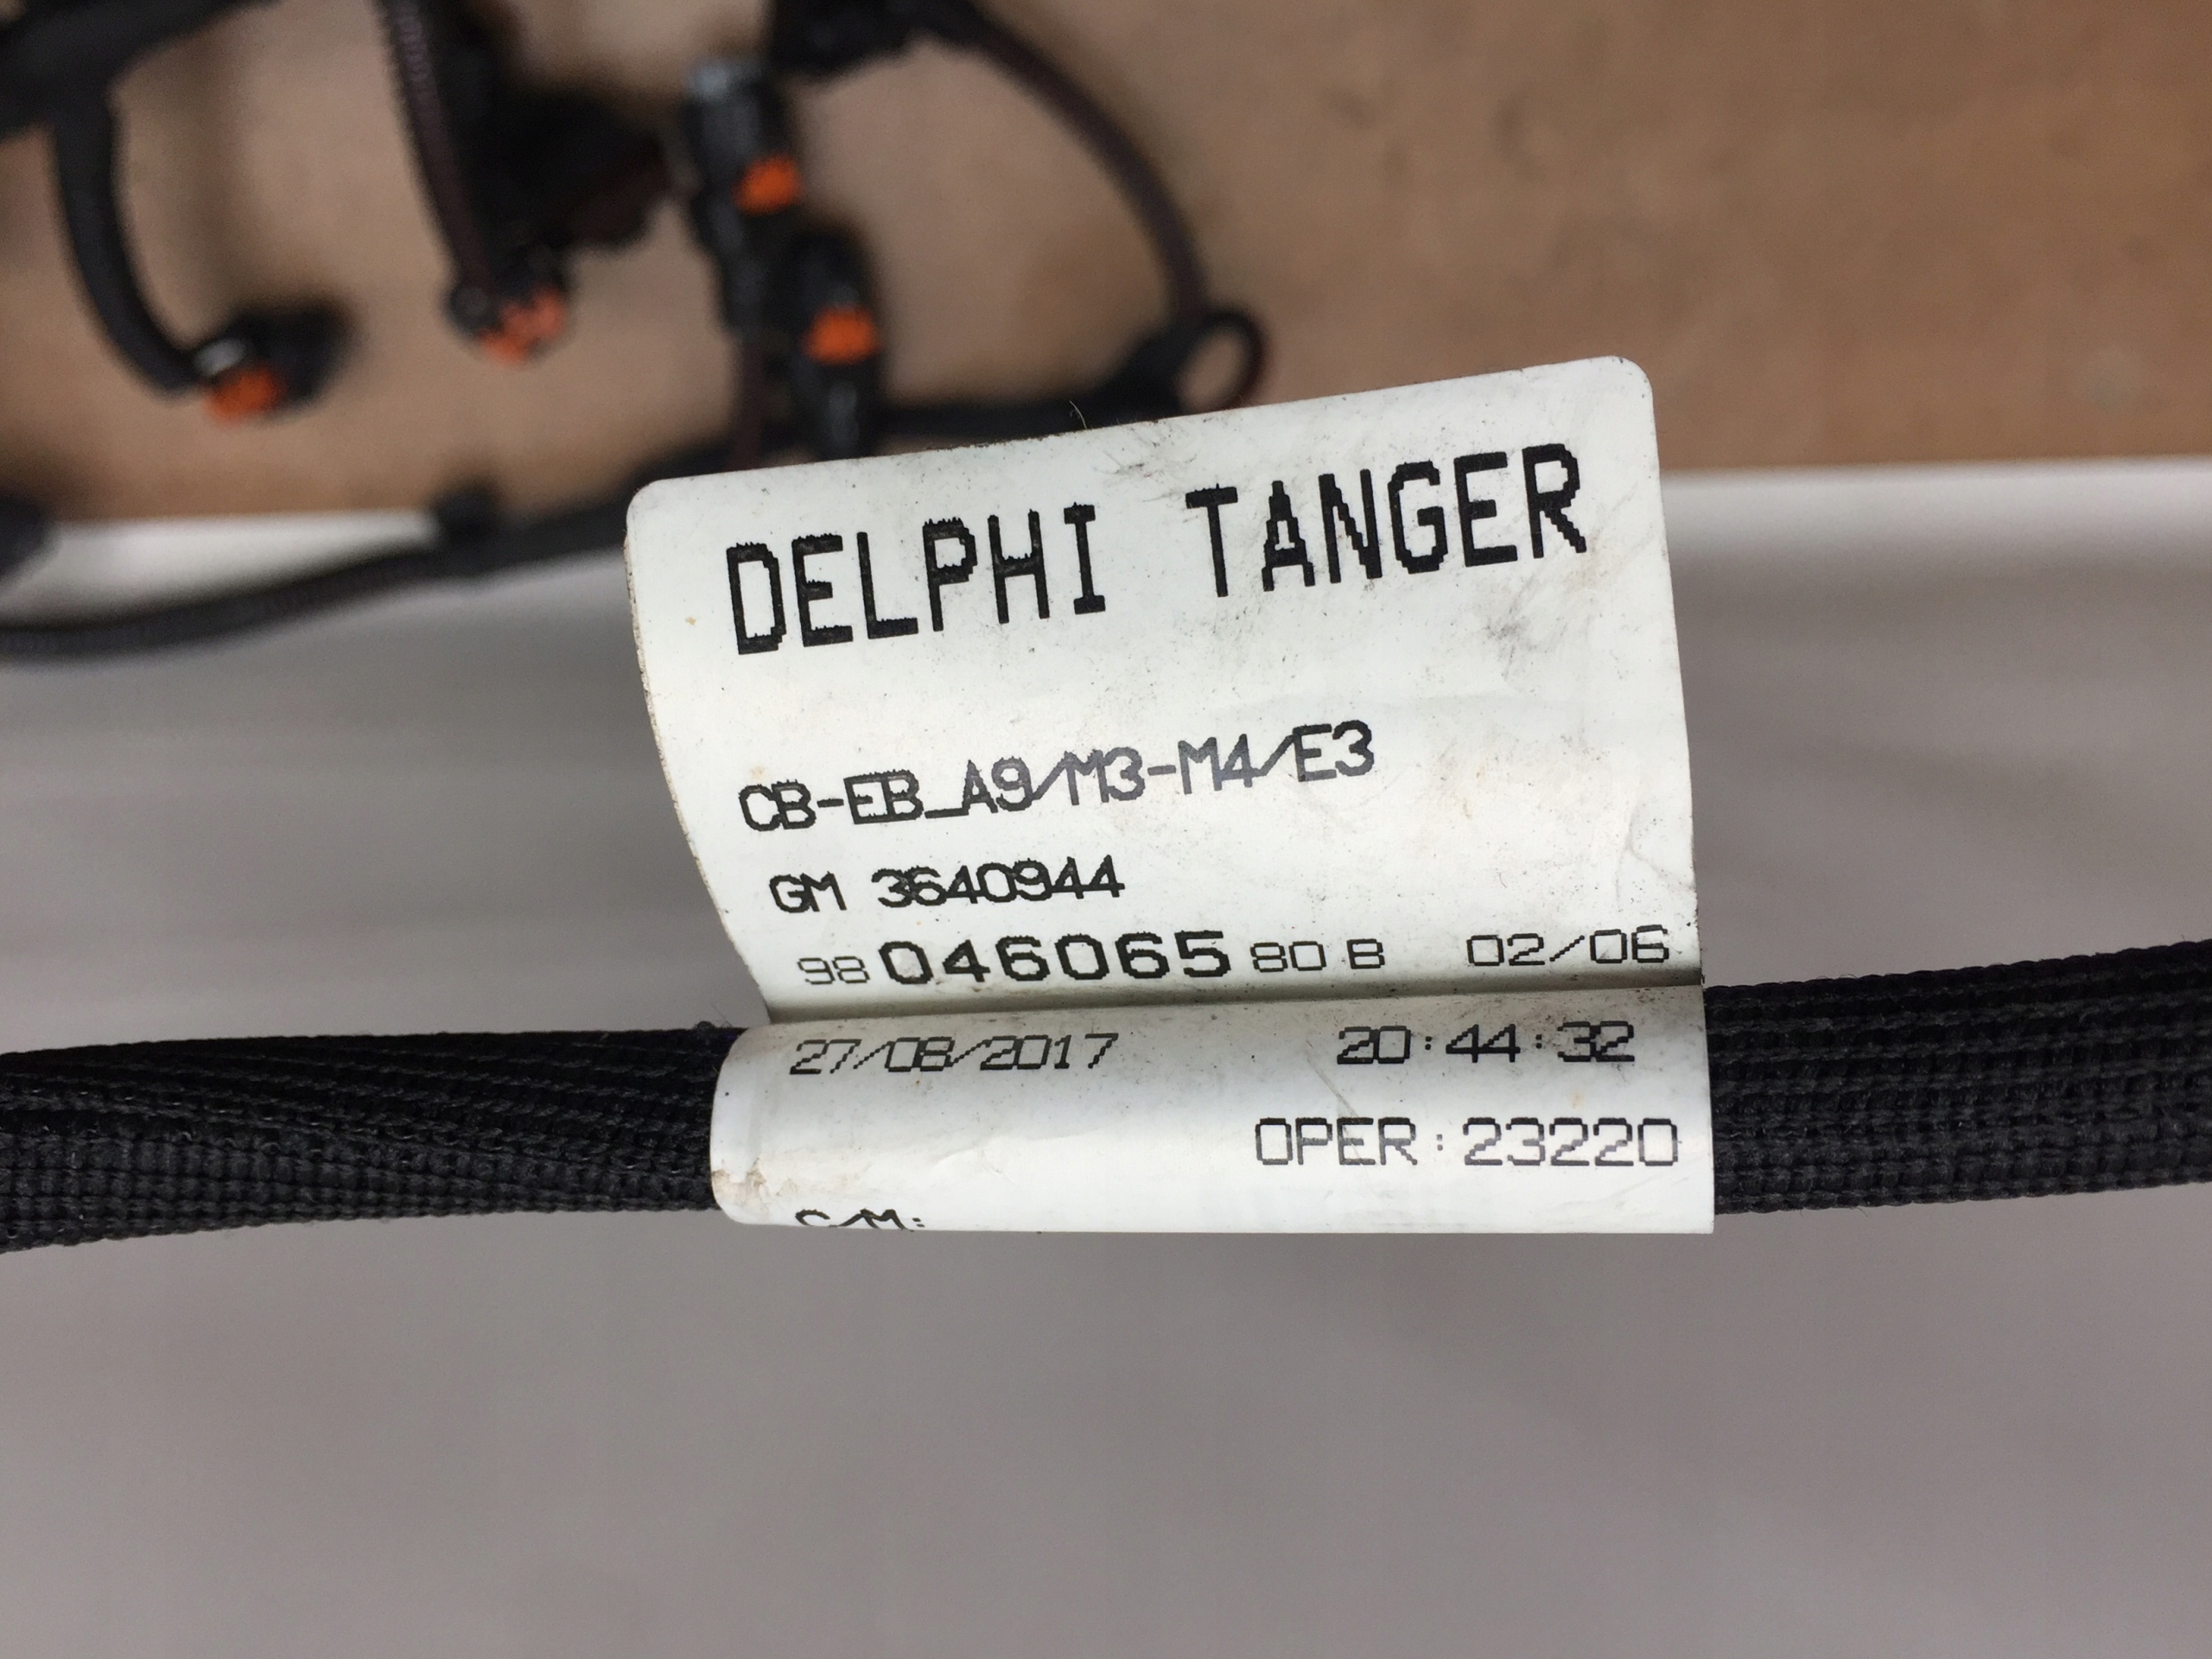 DELPHI TANGER
CB-EB_A9/M3-M4/E3
GM 3640944
98 046065 80 B 02/06
27/08/2017 20:44:32
OPER:23220
C/M: